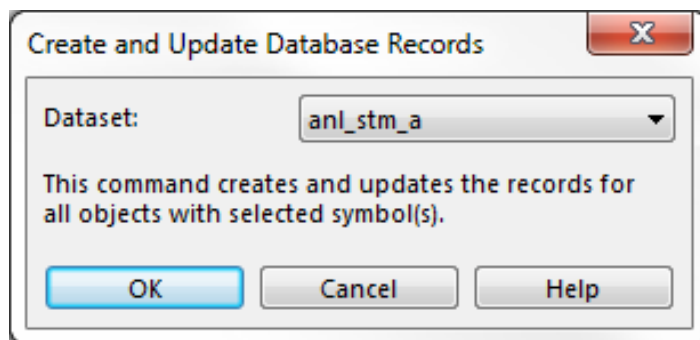 Create and Update Database Records
Dataset:
anl_stm_a
This command creates and updates the records for
all objects with selected symbol(s).
OK
Cancel
Help